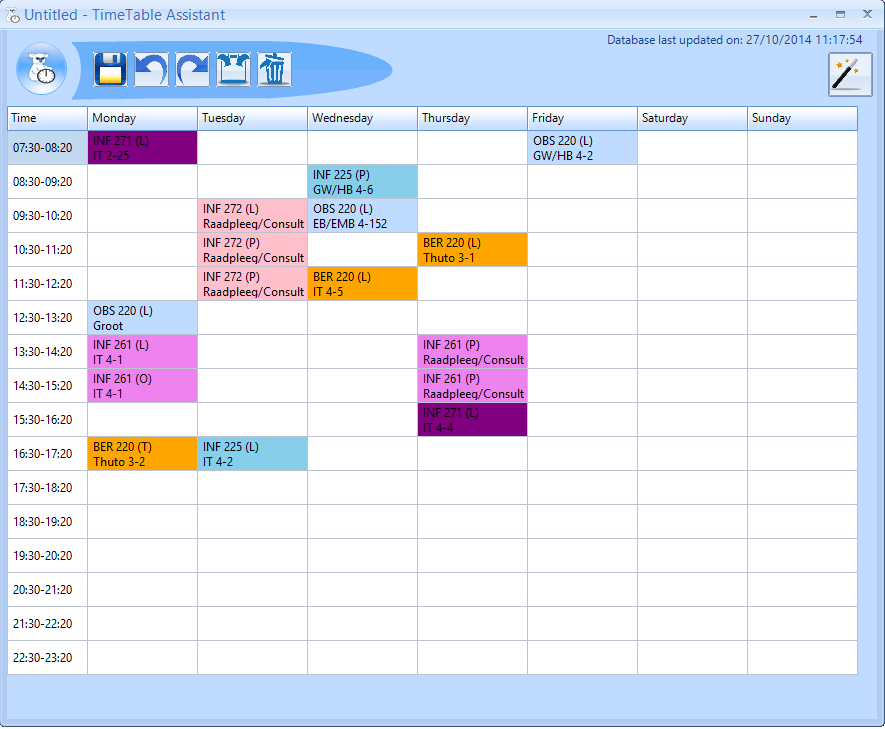 Untitled - TimeTable Assistant
Database last updated on: 27/10/2014 11:17:54
Time Monday Tuesday Wednesday Thursday Friday Saturday Sunday
07:30-08:20
INF 271 (L)
IT 2-25
OBS 220 (L)
GW/HB 4-2
08:30-09:20
INF 225 (P)
GW/HB 4-6
09:30-10:20
INF 272 (L)
Raadpleeg/Consult
OBS 220 (L)
EB/EMB 4-152
10:30-11:20
INF 272 (P)
Raadpleeg/Consult
BER 220 (L)
Thuto 3-1
11:30-12:20
INF 272 (P)
Raadpleeg/Consult
BER 220 (L)
IT 4-5
12:30-13:20
OBS 220 (L)
Groot
13:30-14:20
INF 261 (L)
IT 4-1
INF 261 (P)
Raadpleeg/Consult
14:30-15:20
INF 261 (O)
IT 4-1
INF 261 (P)
Raadpleeg/Consult
15:30-16:20
INF 271 (L)
IT 4-4
16:30-17:20
BER 220 (T)
Thuto 3-2
INF 225 (L)
IT 4-2
17:30-18:20
18:30-19:20
19:30-20:20
20:30-21:20
21:30-22:20
22:30-23:20